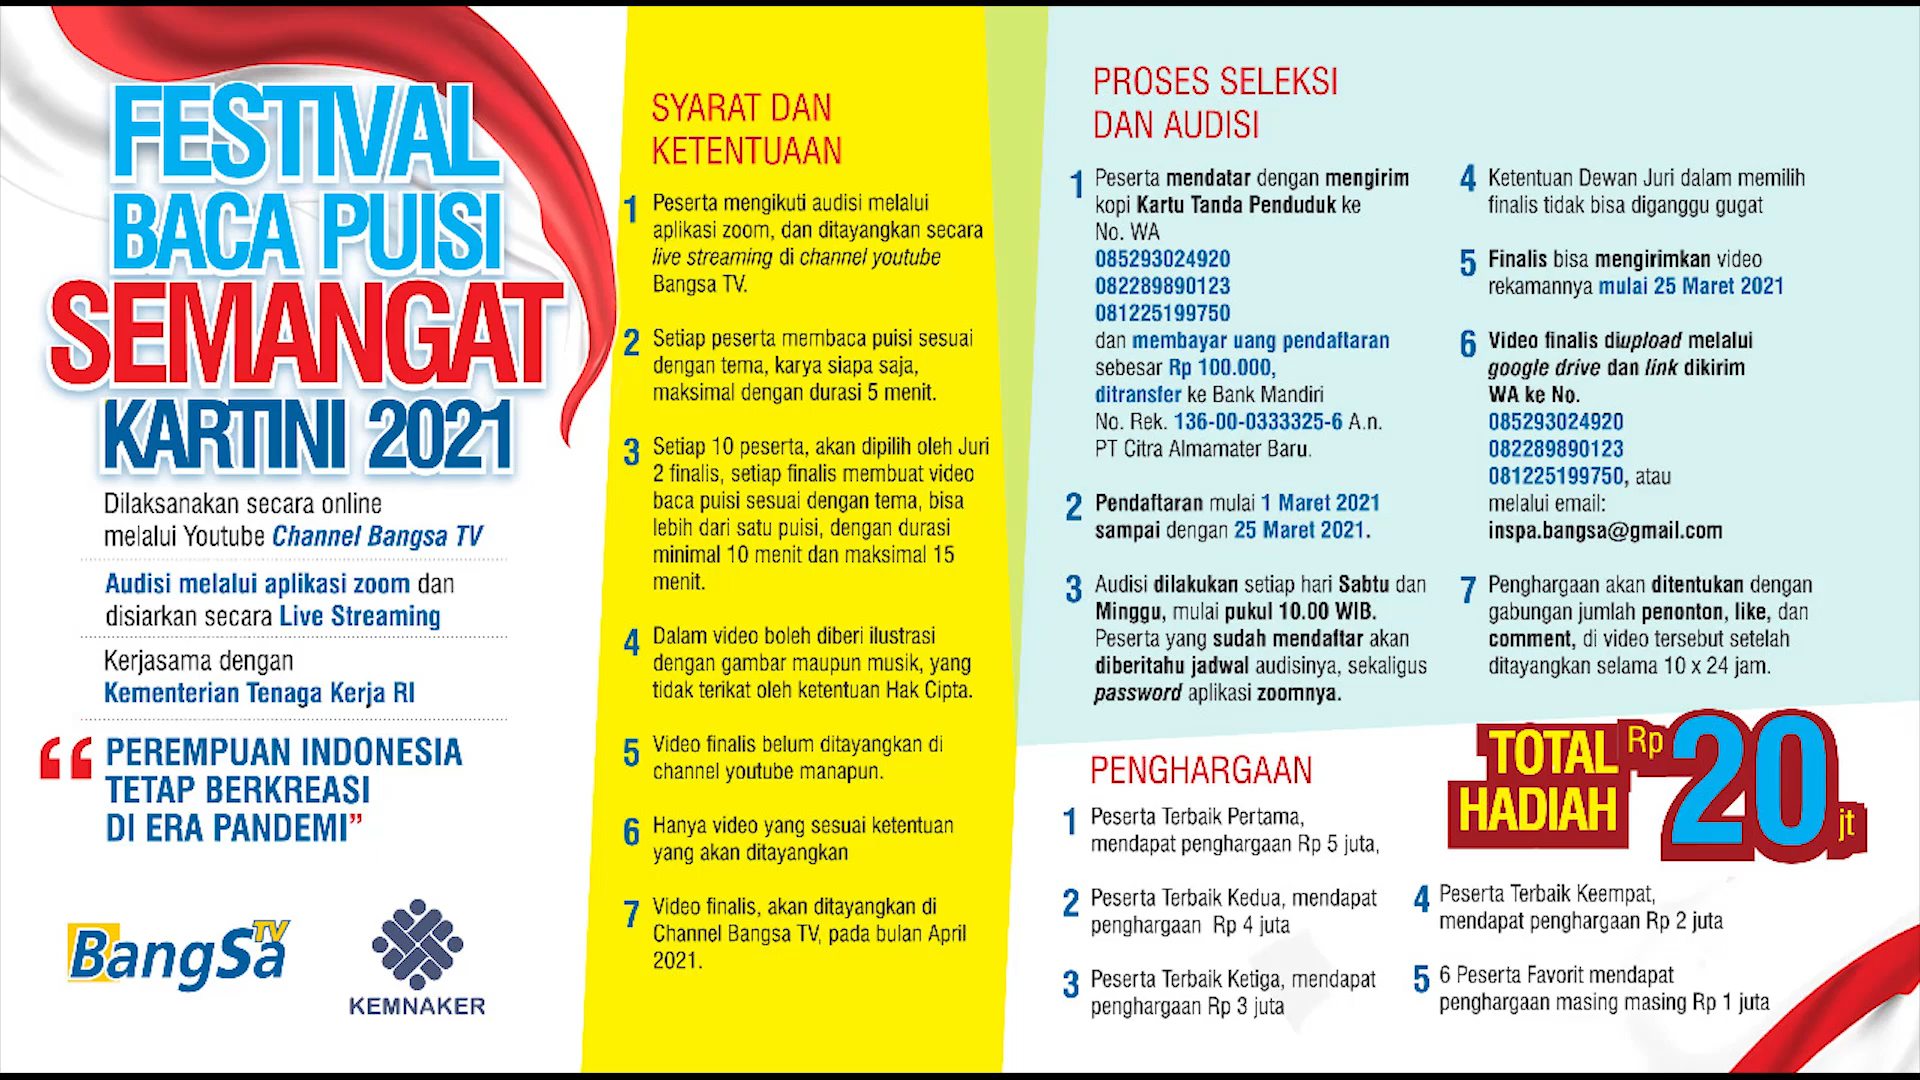 FESTIVAL
BACA PUISI
SEMANGAT
KARTINI 2021
Dilaksanakan secara online
melalui Youtube Channel Bangsa TV
Audisi melalui aplikasi zoom dan
disiarkan secara Live Streaming
Kerjasama dengan
Kementerian Tenaga Kerja RI
“ PEREMPUAN INDONESIA
TETAP BERKREASI
DI ERA PANDEMI”
BangSa TV
KEMNAKER
SYARAT DAN
KETENTUAAN
1 Peserta mengikuti audisi melalui
aplikasi zoom, dan ditayangkan secara
live streaming di channel youtube
Bangsa TV.
2 Setiap peserta membaca puisi sesuai
dengan tema, karya siapa saja,
maksimal dengan durasi 5 menit.
3 Setiap 10 peserta, akan dipilih oleh Juri
2 finalis, setiap finalis membuat video
baca puisi sesuai dengan tema, bisa
lebih dari satu puisi, dengan durasi
minimal 10 menit dan maksimal 15
menit.
4 Dalam video boleh diberi ilustrasi
dengan gambar maupun musik, yang
tidak terikat oleh ketentuan Hak Cipta.
5 Video finalis belum ditayangkan di
channel youtube manapun.
6 Hanya video yang sesuai ketentuan
yang akan ditayangkan
7 Video finalis, akan ditayangkan di
Channel Bangsa TV, pada bulan April
2021.
PROSES SELEKSI
DAN AUDISI
1 Peserta mendatar dengan mengirim
kopi Kartu Tanda Penduduk ke
No. WA
085293024920
082289890123
081225199750
dan membayar uang pendaftaran
sebesar Rp 100.000,
ditransfer ke Bank Mandiri
No. Rek. 136-00-0333325-6 A.n.
PT Citra Almamater Baru.
2 Pendaftaran mulai 1 Maret 2021
sampai dengan 25 Maret 2021.
3 Audisi dilakukan setiap hari Sabtu dan
Minggu, mulai pukul 10.00 WIB.
Peserta yang sudah mendaftar akan
diberitahu jadwal audisinya, sekaligus
password aplikasi zoomnya.
4 Ketentuan Dewan Juri dalam memilih
finalis tidak bisa diganggu gugat
5 Finalis bisa mengirimkan video
rekamannya mulai 25 Maret 2021
6 Video finalis diupload melalui
google drive dan link dikirim
WA ke No.
085293024920
082289890123
081225199750, atau
melalui email:
inspa.bangsa@gmail.com
7 Penghargaan akan ditentukan dengan
gabungan jumlah penonton, like, dan
comment, di video tersebut setelah
ditayangkan selama 10 x 24 jam.
TOTAL
HADIAH
Rp 20 jt
PENGHARGAAN
1 Peserta Terbaik Pertama,
mendapat penghargaan Rp 5 juta,
2 Peserta Terbaik Kedua, mendapat
penghargaan Rp 4 juta
3 Peserta Terbaik Ketiga, mendapat
penghargaan Rp 3 juta
4 Peserta Terbaik Keempat,
mendapat penghargaan Rp 2 juta
5 6 Peserta Favorit mendapat
penghargaan masing masing Rp 1 juta